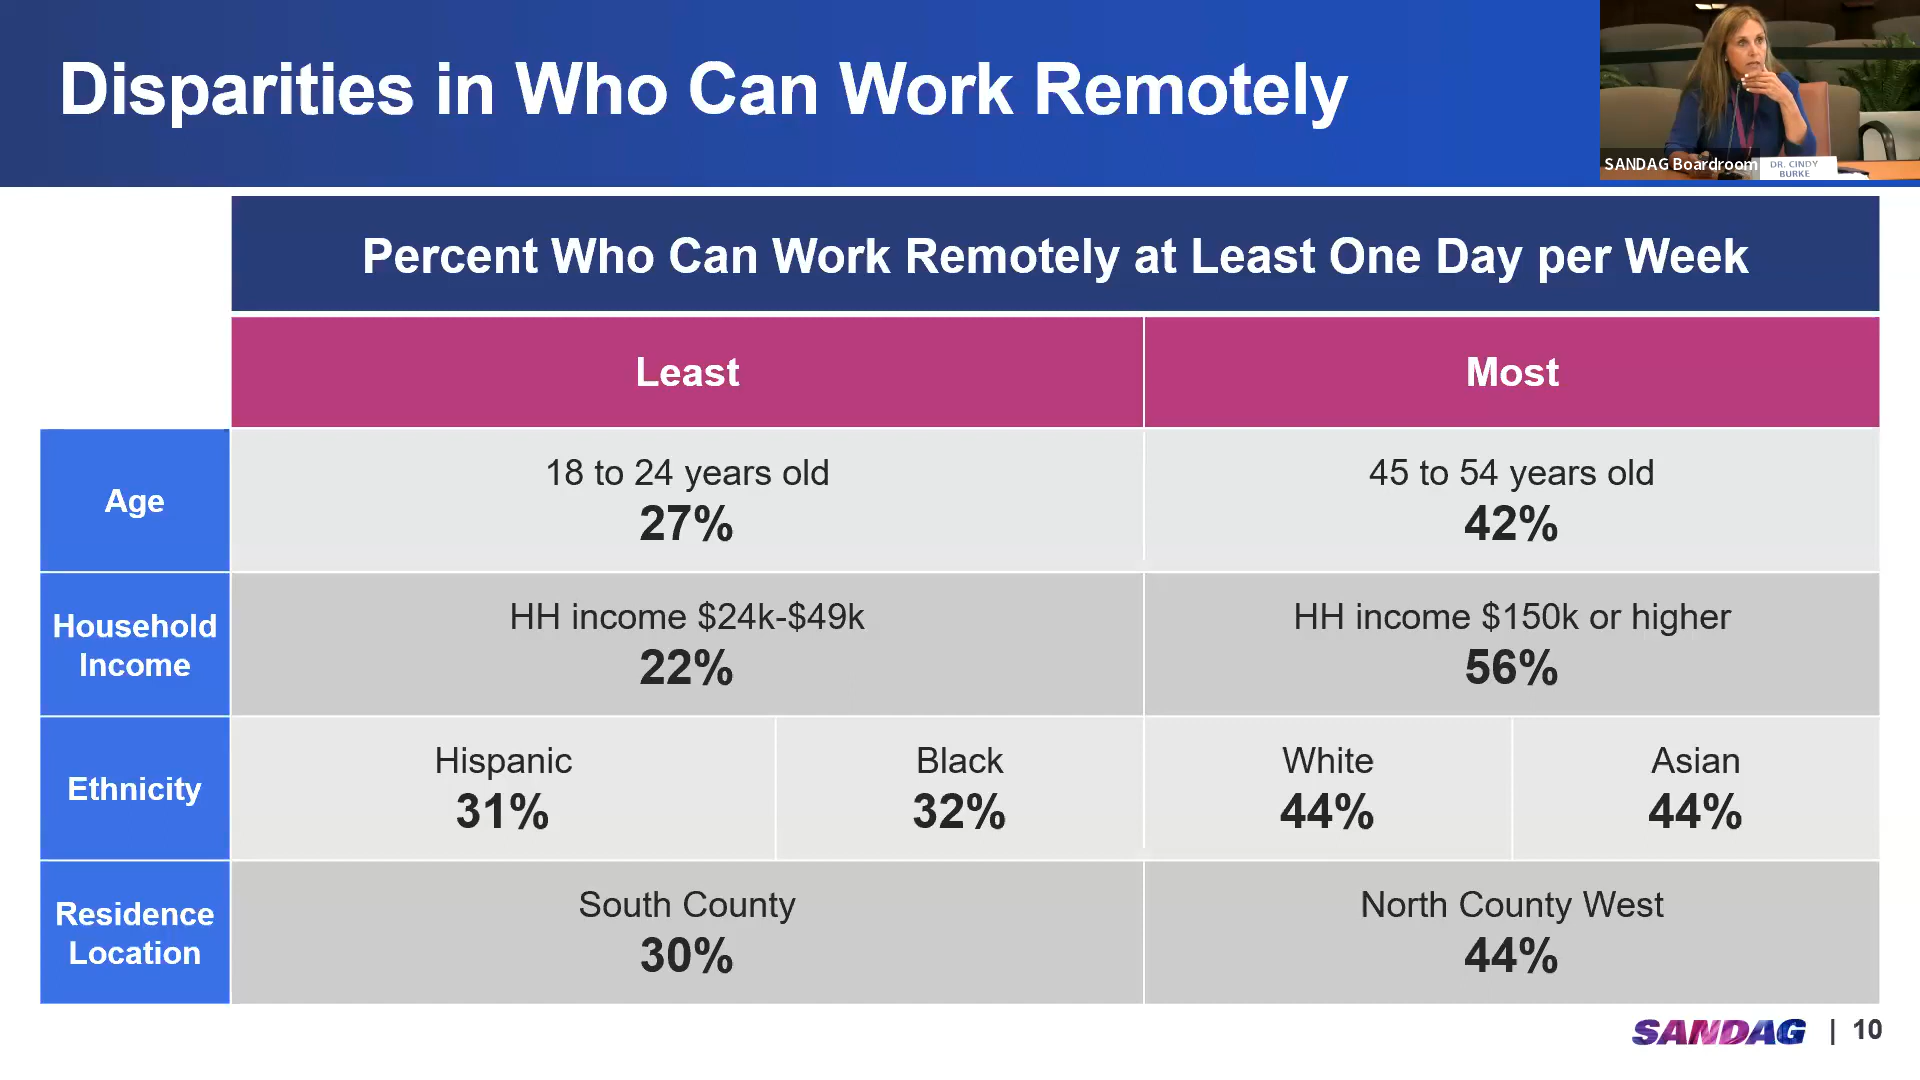 Disparities in Who Can Work Remotely
SANDAG Boardroom
DR. CINDY
BURKE
Percent Who Can Work Remotely at Least One Day per Week
Least
Most
Age
18 to 24 years old
27%
45 to 54 years old
42%
Household
Income
HH income $24k-$49k
22%
HH income $150k or higher
56%
Ethnicity
Hispanic
31%
Black
32%
White
44%
Asian
44%
Residence
Location
South County
30%
North County West
44%
SANDAG | 10